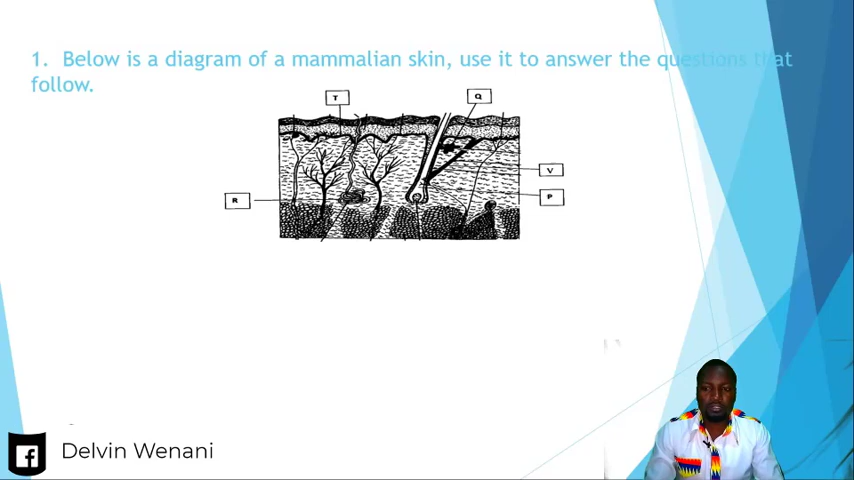 1. Below is a diagram of a mammalian skin, use it to answer the questions that
follow.
T
Q
V
R
P
Delvin Wenani